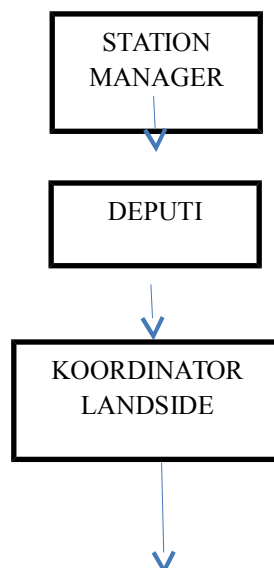 STATION
MANAGER
DEPUTI
KOORDINATOR
LANDSIDE